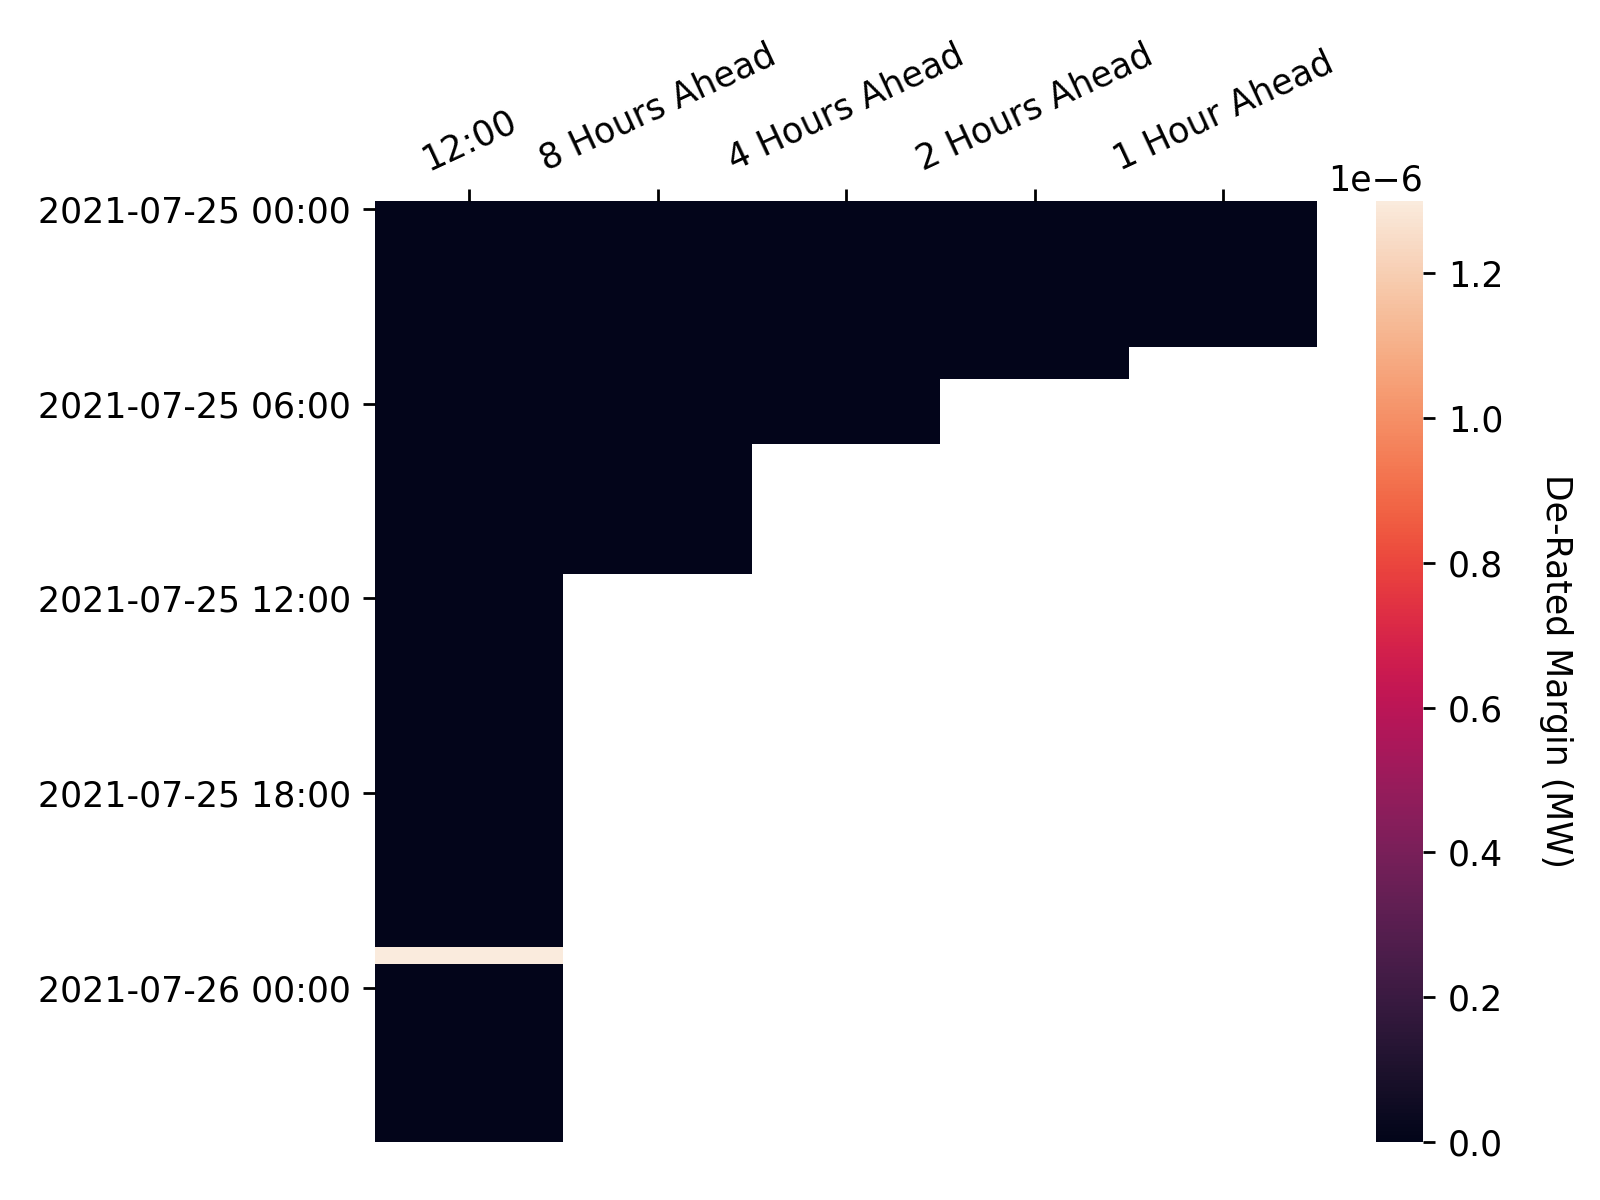 12:00
8 Hours Ahead
4 Hours Ahead
2 Hours Ahead
1 Hour Ahead
2021-07-25 00:00
2021-07-25 06:00
2021-07-25 12:00
2021-07-25 18:00
2021-07-26 00:00
1e−6
1.2
1.0
0.8
0.6
0.4
0.2
0.0
De-Rated Margin (MW)